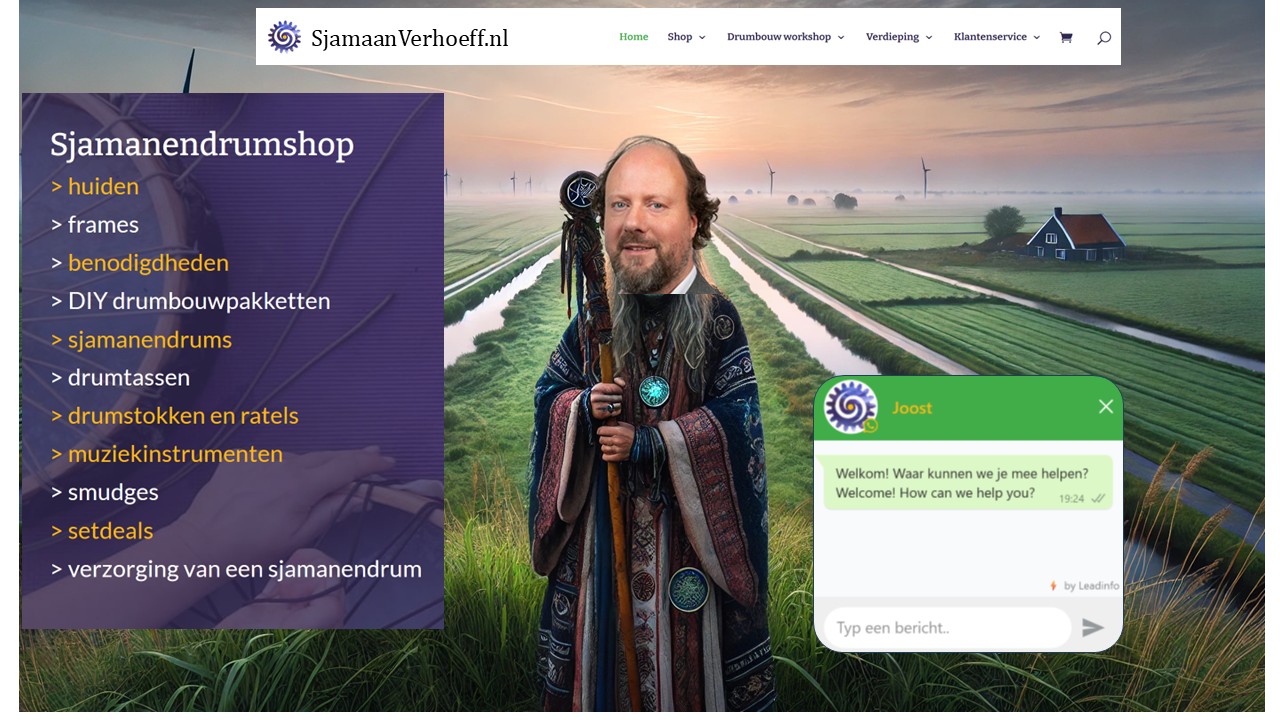 SjamaanVerhoeff.nl
Home Shop Drumbouw workshop Verdieping Klantenservice
Sjamanendrumshop
> huiden
> frames
> benodigdheden
> DIY drumbouwpakketten
> sjamanendrums
> drumtassen
> drumstokken en ratels
> muziekinstrumenten
> smudges
> setdeals
> verzorging van een sjamanendrum
Joost
Welkom! Waar kunnen we je mee helpen?
Welcome! How can we help you?
19:24
by Leadinfo
Typ een bericht..